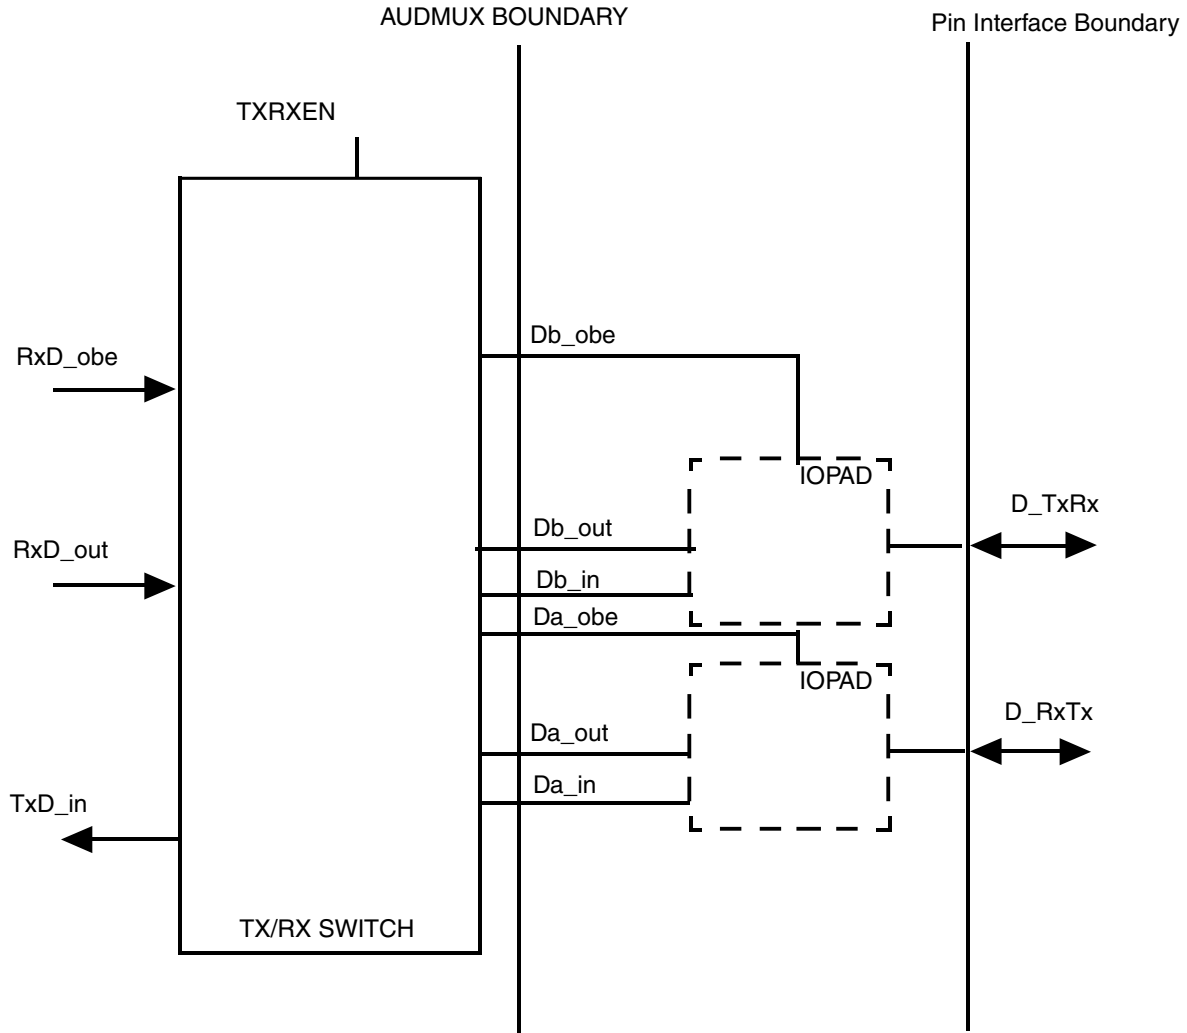 AUDMUX BOUNDARY
Pin Interface Boundary
TXRXEN
Db_obe
RxD_obe
IOPAD
D_TxRx
Db_out
RxD_out
Db_in
Da_obe
IOPAD
D_RxTx
Da_out
Da_in
TxD_in
TX/RX SWITCH